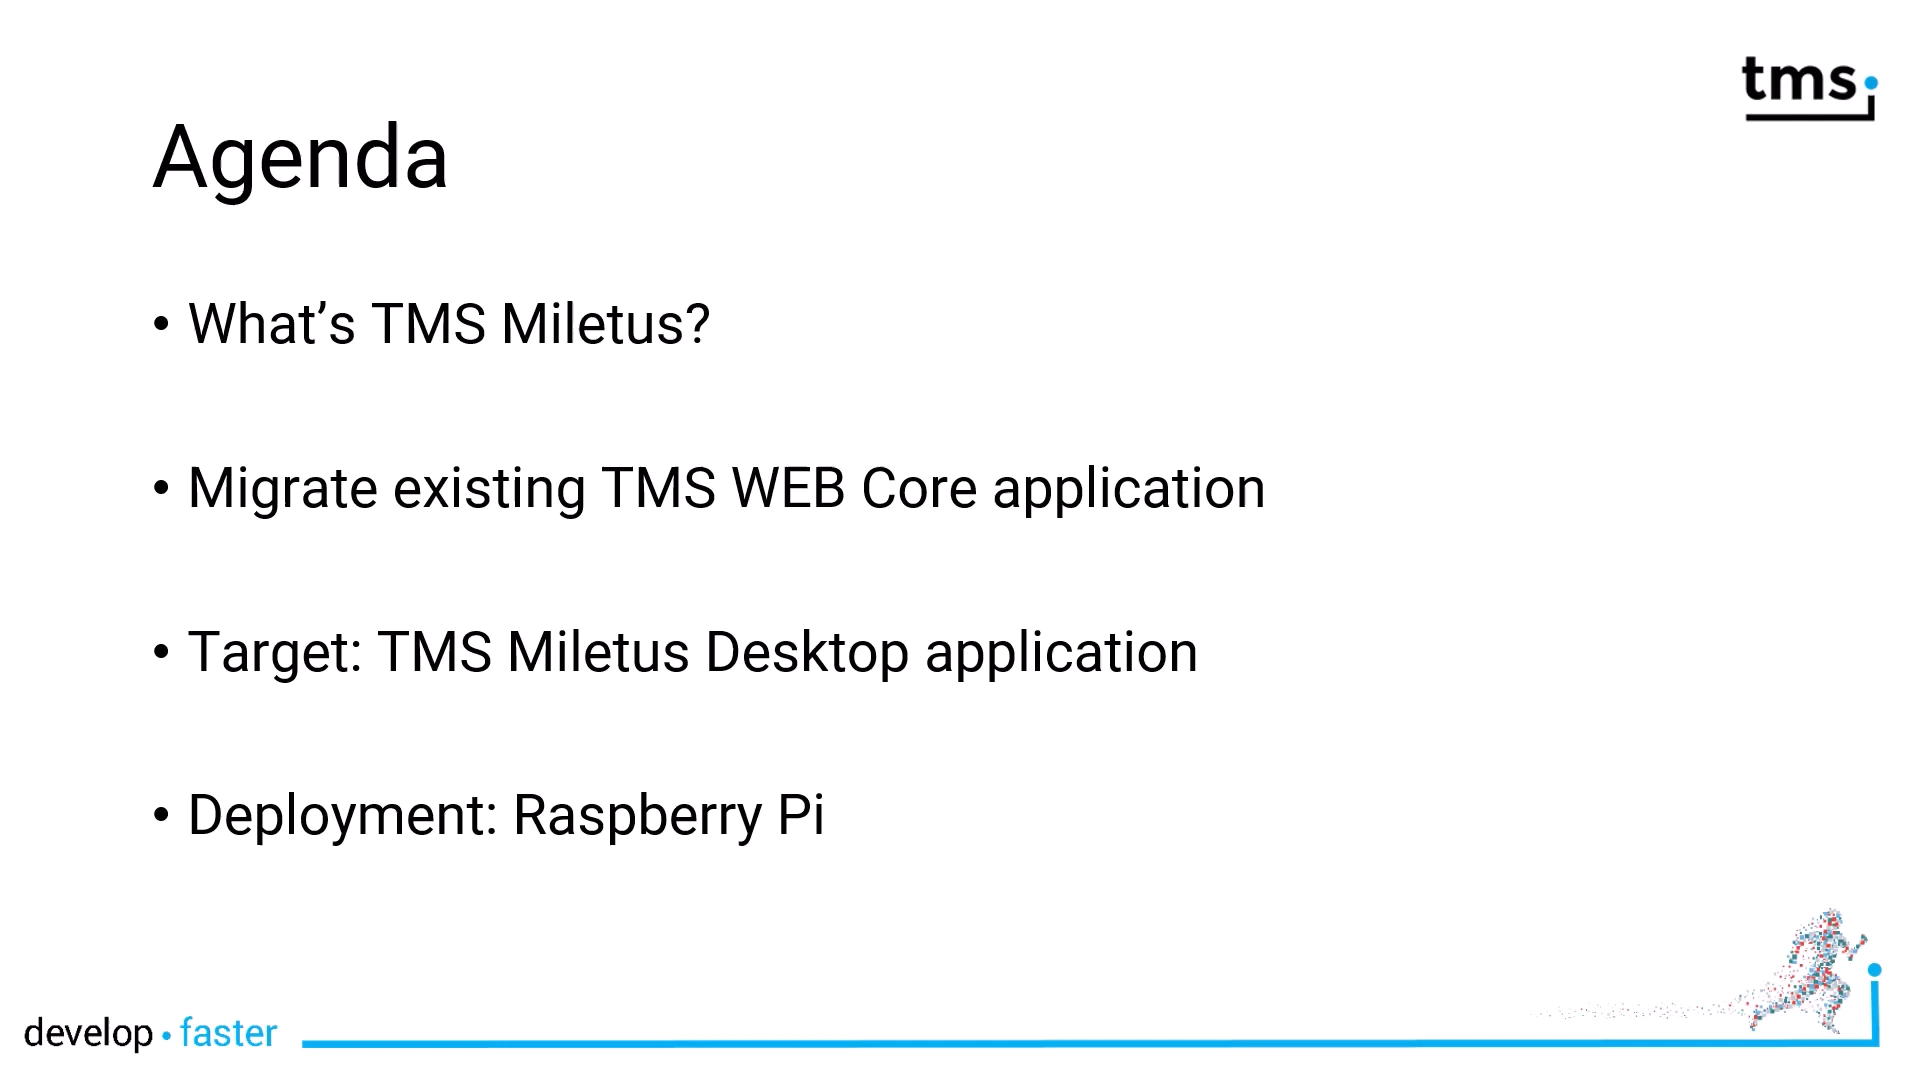 tms
Agenda
• What’s TMS Miletus?
• Migrate existing TMS WEB Core application
• Target: TMS Miletus Desktop application
• Deployment: Raspberry Pi
develop • faster